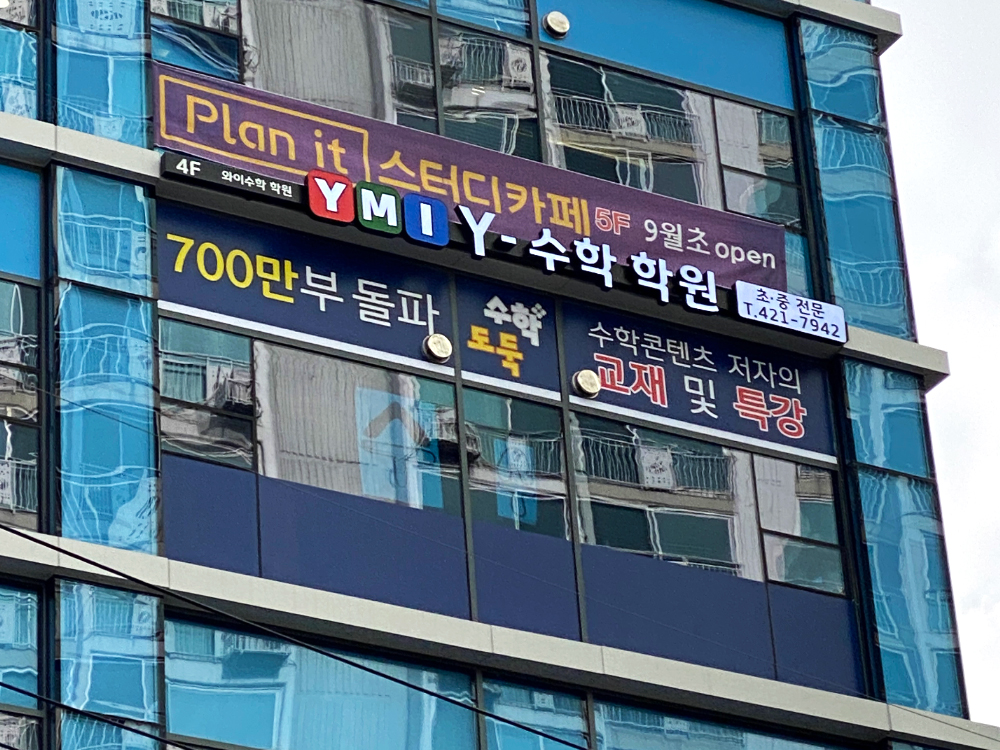 Plan it 스터디카페 5F 9월초 open
4F 와이수학 학원 YMI Y-수학 학원 초·중 전문
T.421-7942
700만부 돌파
수학
도둑
수학콘텐츠 저자의
교재 및 특강